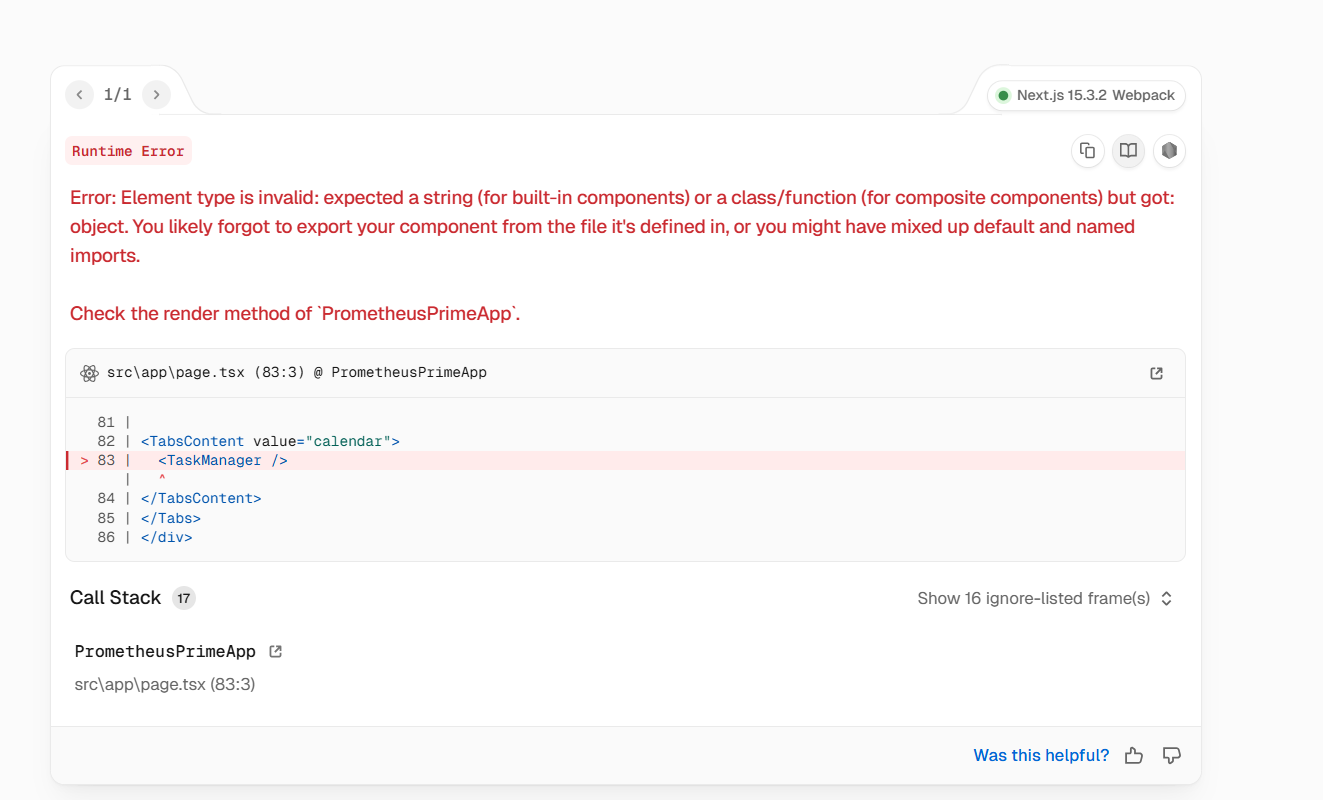 1/1
Next.js 15.3.2 Webpack
Runtime Error
Error: Element type is invalid: expected a string (for built-in components) or a class/function (for composite components) but got:
object. You likely forgot to export your component from the file it's defined in, or you might have mixed up default and named
imports.
Check the render method of `PrometheusPrimeApp`.
src\app\page.tsx (83:3) @ PrometheusPrimeApp
81 |
82 | <TabsContent value="calendar">
> 83 |   <TaskManager />
|   ^
84 | </TabsContent>
85 | </Tabs>
86 | </div>
Call Stack 17
Show 16 ignore-listed frame(s)
PrometheusPrimeApp
src\app\page.tsx (83:3)
Was this helpful?